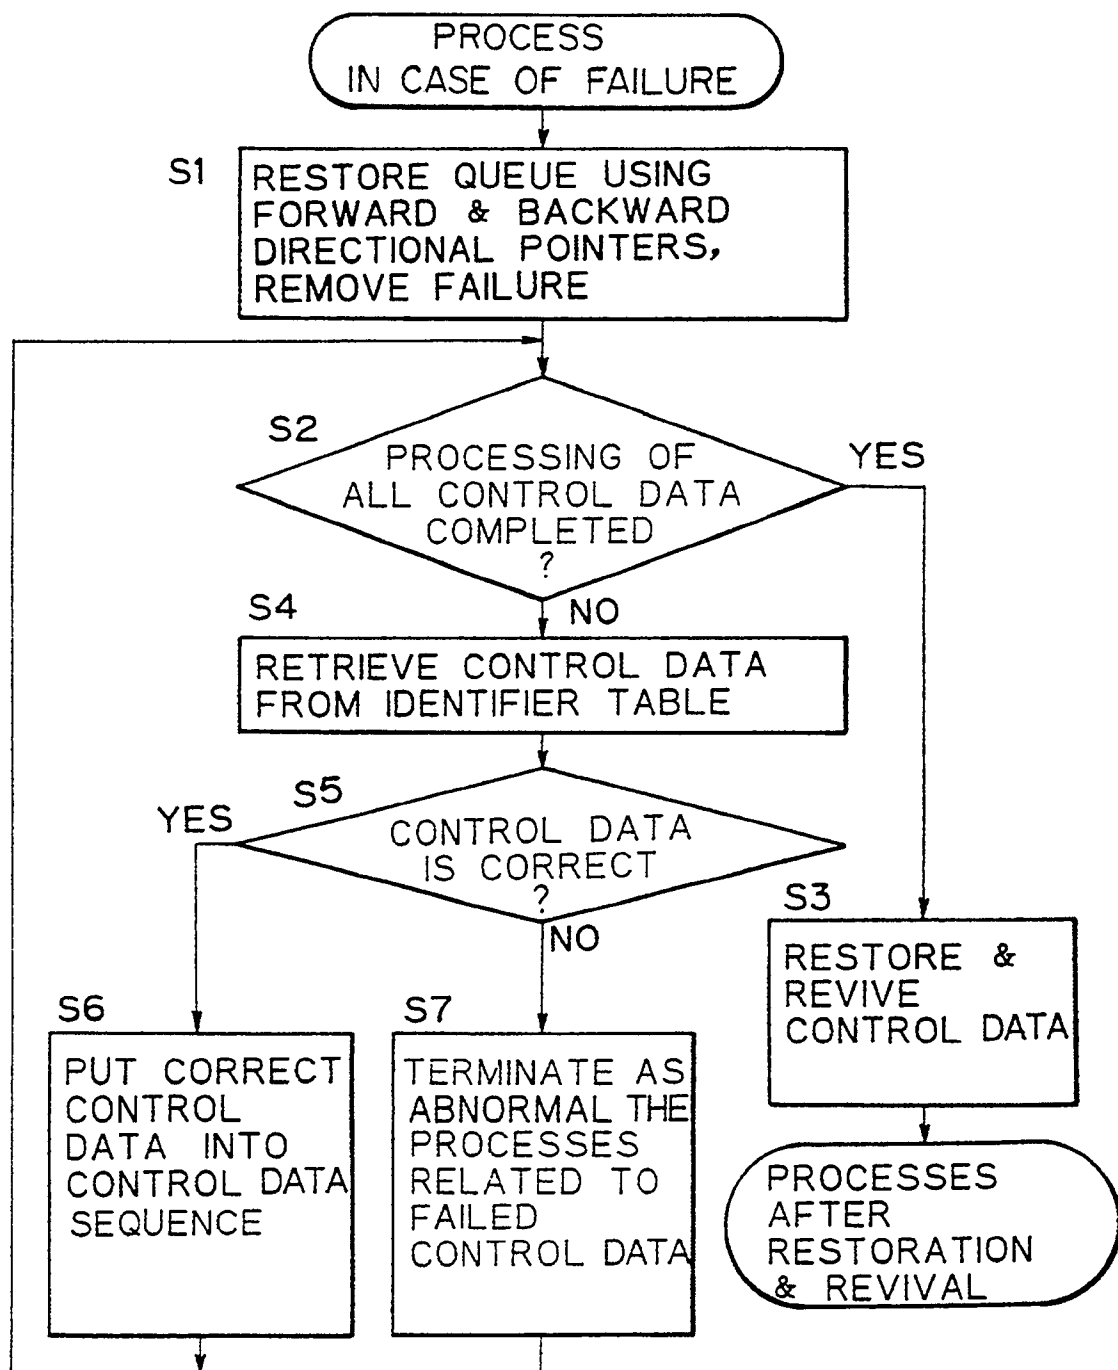 PROCESS
IN CASE OF FAILURE
S1
RESTORE QUEUE USING
FORWARD & BACKWARD
DIRECTIONAL POINTERS,
REMOVE FAILURE
S2
PROCESSING OF
ALL CONTROL DATA
COMPLETED
?
YES
NO
S4
RETRIEVE CONTROL DATA
FROM IDENTIFIER TABLE
S5
YES
CONTROL DATA
IS CORRECT
?
NO
S3
RESTORE &
REVIVE
CONTROL DATA
S6
PUT CORRECT
CONTROL
DATA INTO
CONTROL DATA
SEQUENCE
S7
TERMINATE AS
ABNORMAL THE
PROCESSES
RELATED TO
FAILED
CONTROL DATA
PROCESSES
AFTER
RESTORATION
& REVIVAL